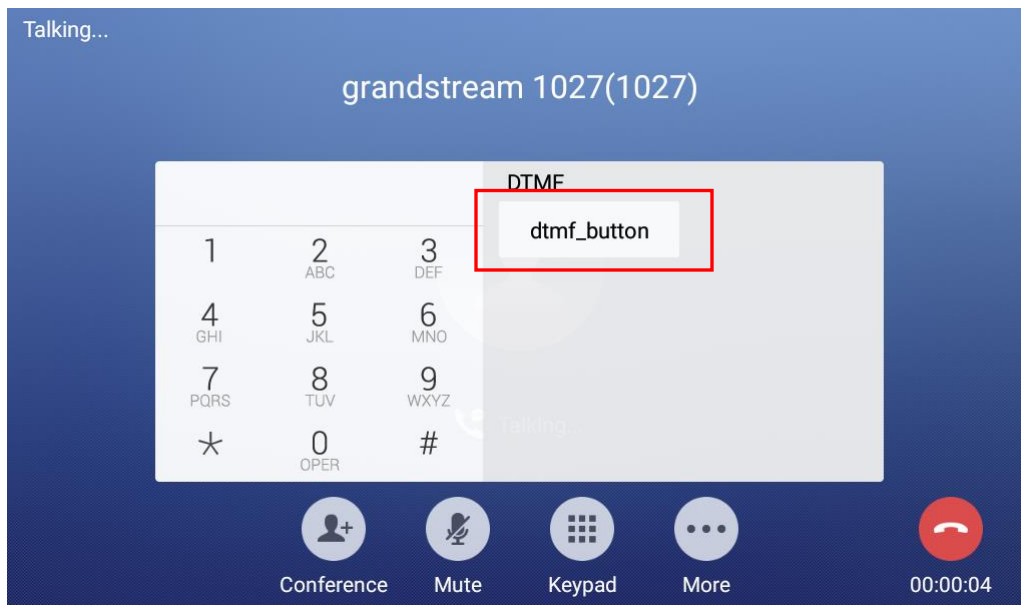 Talking...
grandstream 1027(1027)
DTMF
dtmf_button
1 2 3
ABC DEF
4 5 6
GHI JKL MNO
7 8 9
PQRS TUV WXYZ
* 0 #
OPER
Talking...
Conference Mute Keypad More 00:00:04